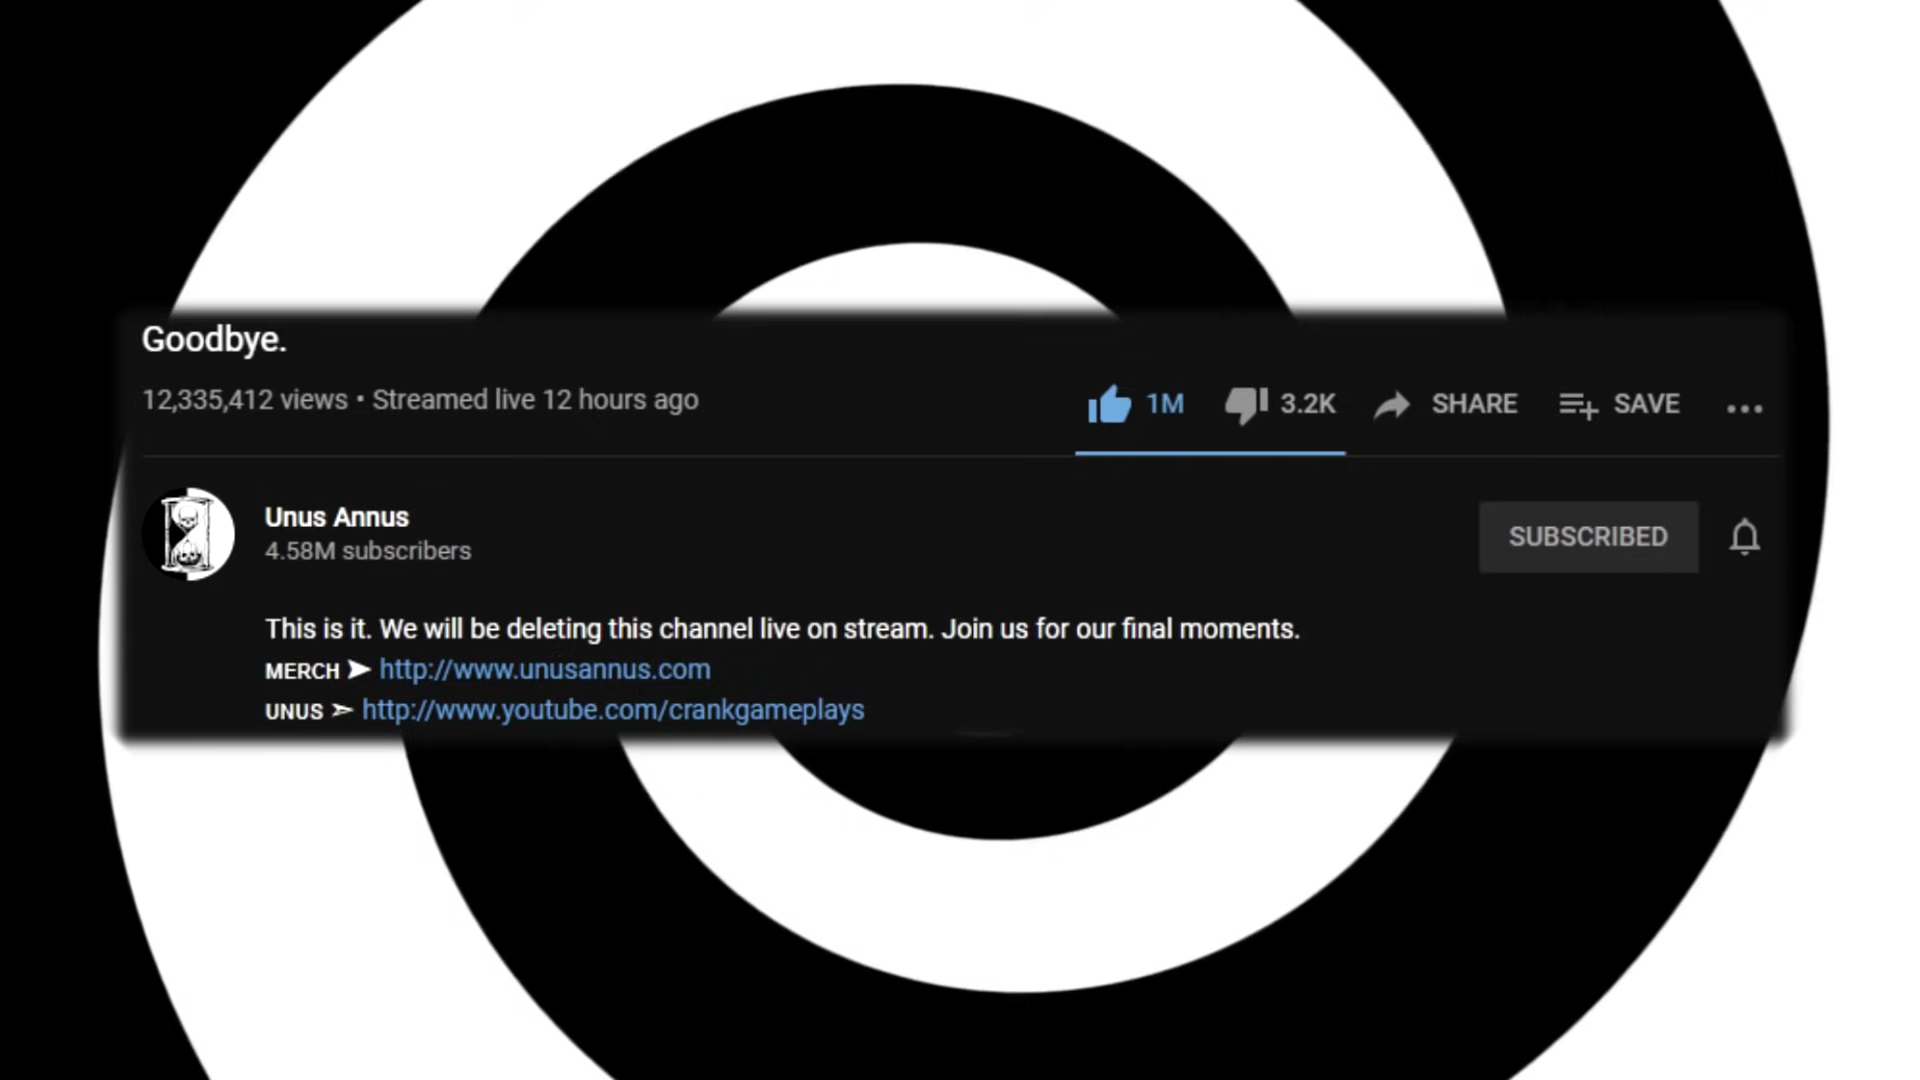 Goodbye.
12,335,412 views • Streamed live 12 hours ago
1M 3.2K SHARE SAVE
Unus Annus
4.58M subscribers
SUBSCRIBED
This is it. We will be deleting this channel live on stream. Join us for our final moments.
MERCH ➤ http://www.unusannus.com
UNUS ➣ http://www.youtube.com/crankgameplays